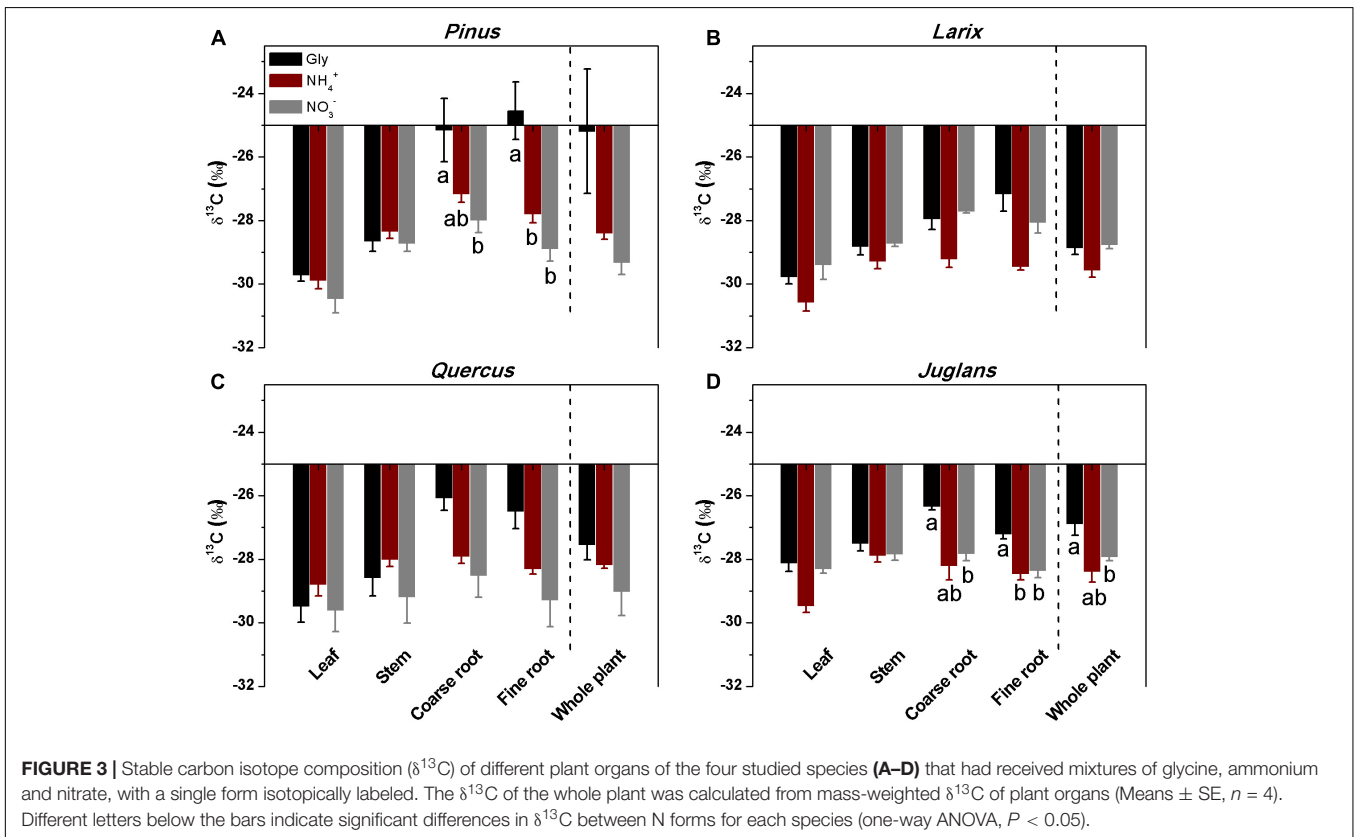 A
Pinus
Gly
NH₄⁺
NO₃⁻
-24
-26
-28
-30
-32
δ¹³C (‰)
a
ab
b
a
b
b
B
Larix
-24
-26
-28
-30
-32
δ¹³C (‰)
C
Quercus
-24
-26
-28
-30
-32
δ¹³C (‰)
Leaf
Stem
Coarse root
Fine root
Whole plant
D
Juglans
-24
-26
-28
-30
-32
δ¹³C (‰)
a
ab
b
a
b
b
a
ab
b
Leaf
Stem
Coarse root
Fine root
Whole plant
FIGURE 3 | Stable carbon isotope composition (δ¹³C) of different plant organs of the four studied species (A–D) that had received mixtures of glycine, ammonium
and nitrate, with a single form isotopically labeled. The δ¹³C of the whole plant was calculated from mass-weighted δ¹³C of plant organs (Means ± SE, n = 4).
Different letters below the bars indicate significant differences in δ¹³C between N forms for each species (one-way ANOVA, P < 0.05).